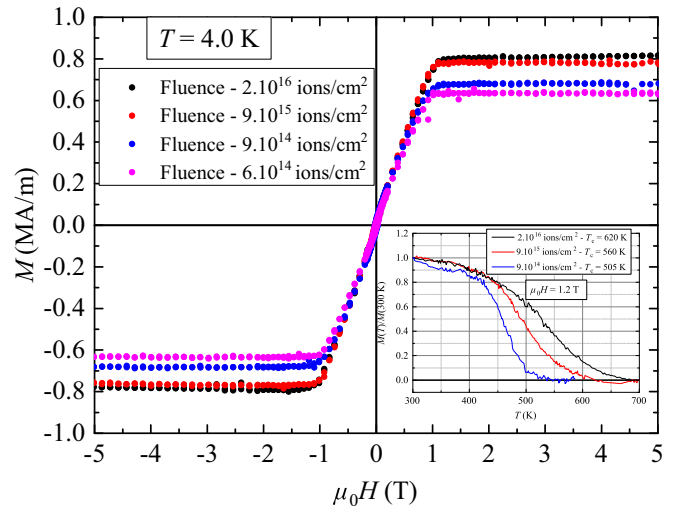 T = 4.0 K
Fluence - 2.10¹⁶ ions/cm²
Fluence - 9.10¹⁵ ions/cm²
Fluence - 9.10¹⁴ ions/cm²
Fluence - 6.10¹⁴ ions/cm²
M (MA/m)
1.0
0.8
0.6
0.4
0.2
0.0
-0.2
-0.4
-0.6
-0.8
-1.0
2.10¹⁶ ions/cm² - Tc = 620 K
9.10¹⁵ ions/cm² - Tc = 560 K
9.10¹⁴ ions/cm² - Tc = 505 K
μ₀H = 1.2 T
M(T)/M(300 K)
1.2
1.0
0.8
0.6
0.4
0.2
0.0
300 400 500 600 700
T (K)
-5 -4 -3 -2 -1 0 1 2 3 4 5
μ₀H (T)